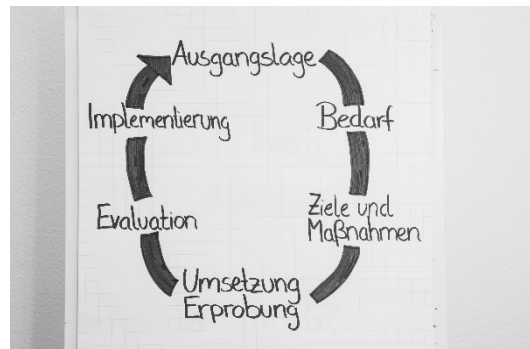 Ausgangslage
Bedarf
Ziele und
Maßnahmen
Umsetzung
Erprobung
Evaluation
Implementierung